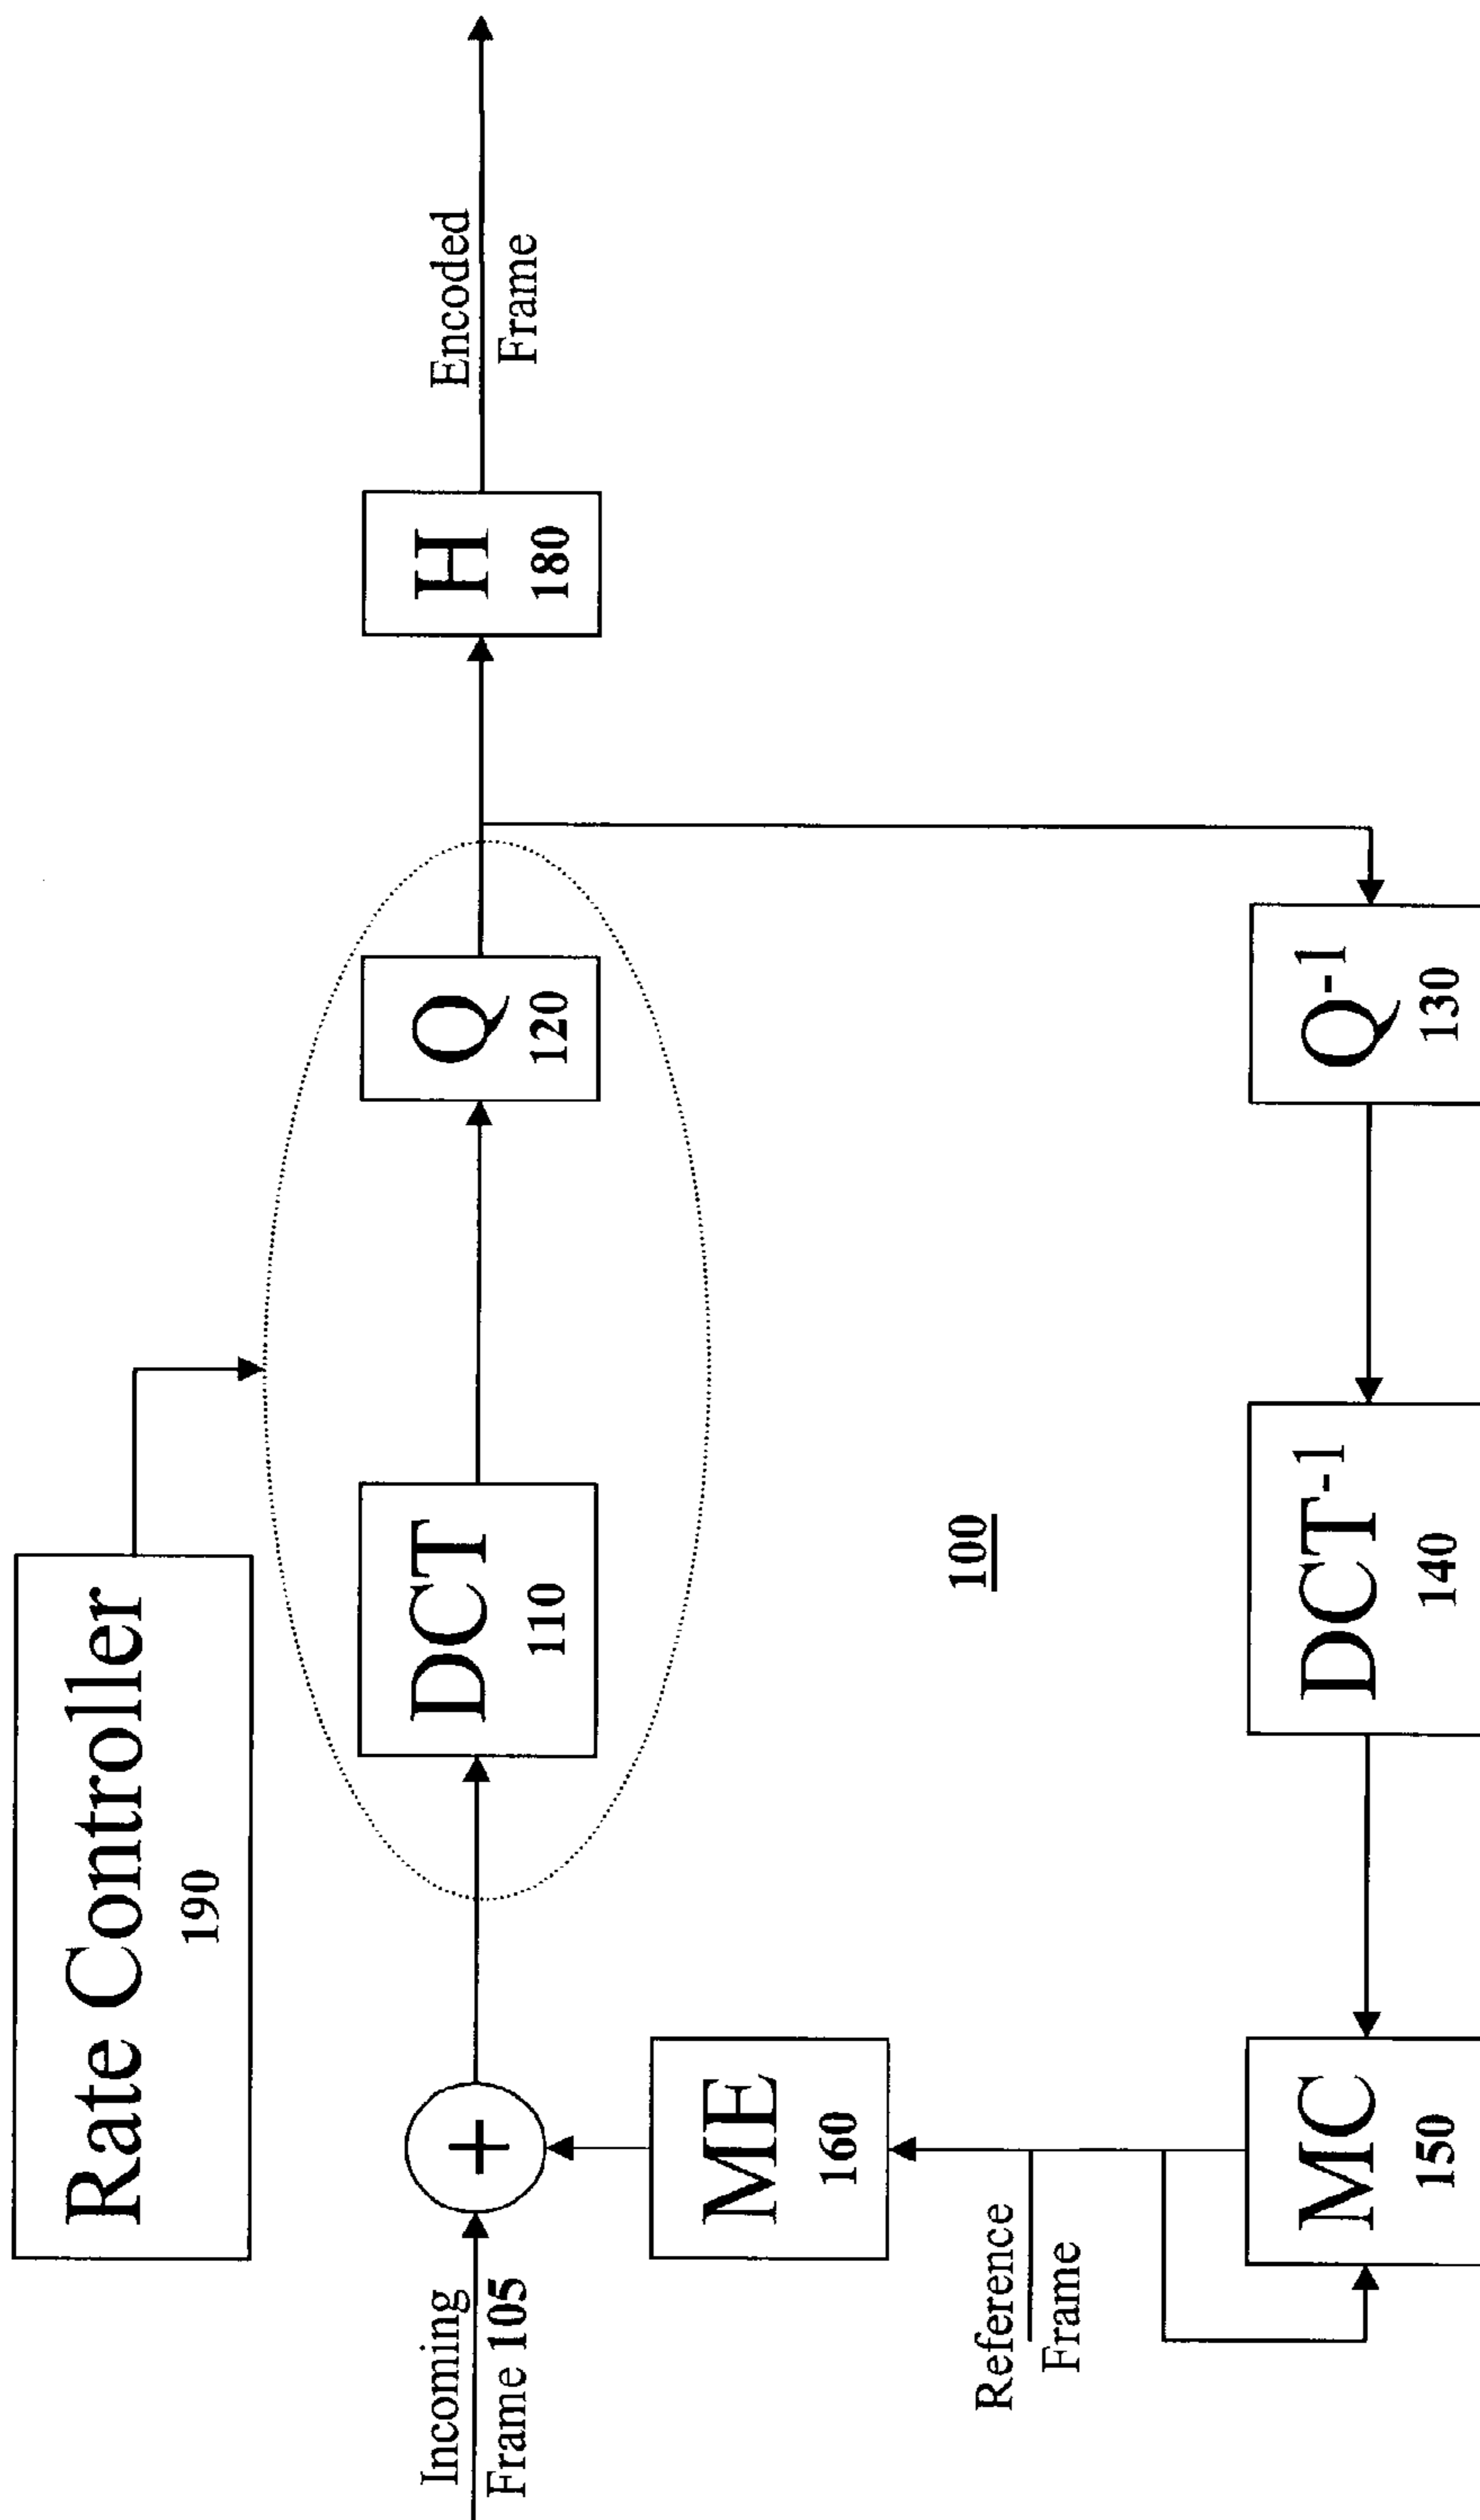 Rate Controller
190
Incoming
Frame 105
+
DCT
110
Q
120
H
180
Encoded
Frame
ME
160
100
Reference
Frame
MC
150
DCT-1
140
Q-1
130